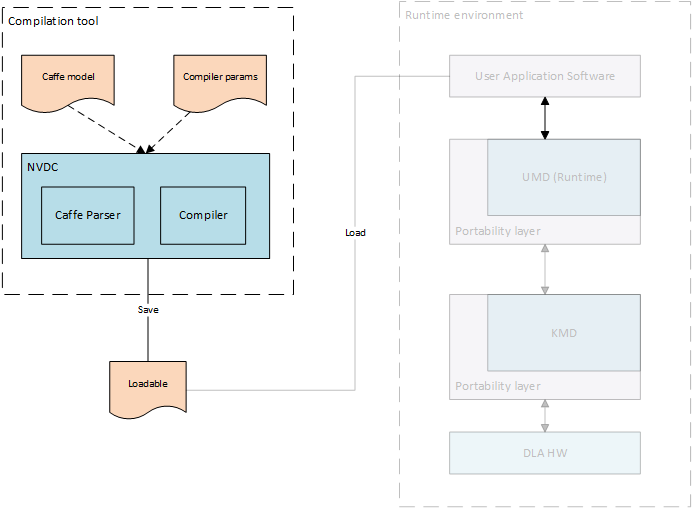 Compilation tool
Caffe model
Compiler params
NVDC
Caffe Parser
Compiler
Save
Loadable
Load
Runtime environment
User Application Software
UMD (Runtime)
Portability layer
KMD
Portability layer
DLA HW